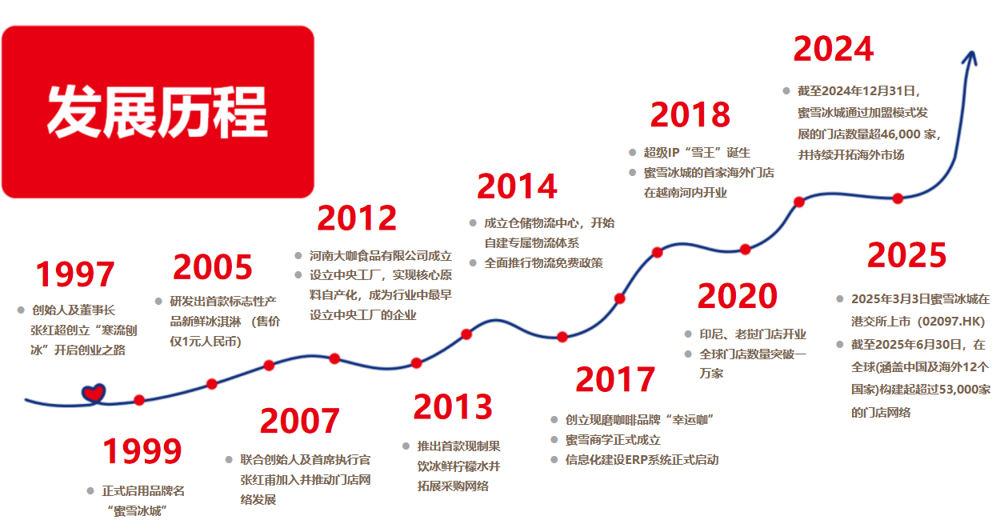 发展历程
1997
创始人及董事长
张红超创立“寒流刨
冰”开启创业之路
1999
正式启用品牌名
“蜜雪冰城”
2005
研发出首款标志性产
品新鲜冰淇淋 (售价
仅1元人民币)
2007
联合创始人及首席执行官
张红甫加入并推动门店网
络发展
2012
河南大咖食品有限公司成立
设立中央工厂，实现核心原
料自产化，成为行业中最早
设立中央工厂的企业
2013
推出首款现制果
饮冰鲜柠檬水并
拓展采购网络
2014
成立仓储物流中心，开始
自建专属物流体系
全面推行物流免费政策
2017
创立现磨咖啡品牌“幸运咖”
蜜雪商学正式成立
信息化建设ERP系统正式启动
2018
超级IP“雪王”诞生
蜜雪冰城的首家海外门店
在越南河内开业
2020
印尼、老挝门店开业
全球门店数量突破一
万家
2024
截至2024年12月31日，
蜜雪冰城通过加盟模式发
展的门店数量超46,000 家，
并持续开拓海外市场
2025
2025年3月3日蜜雪冰城在
港交所上市（02097.HK)
截至2025年6月30日，在
全球(涵盖中国及海外12个
国家)构建起超过53,000家
的门店网络